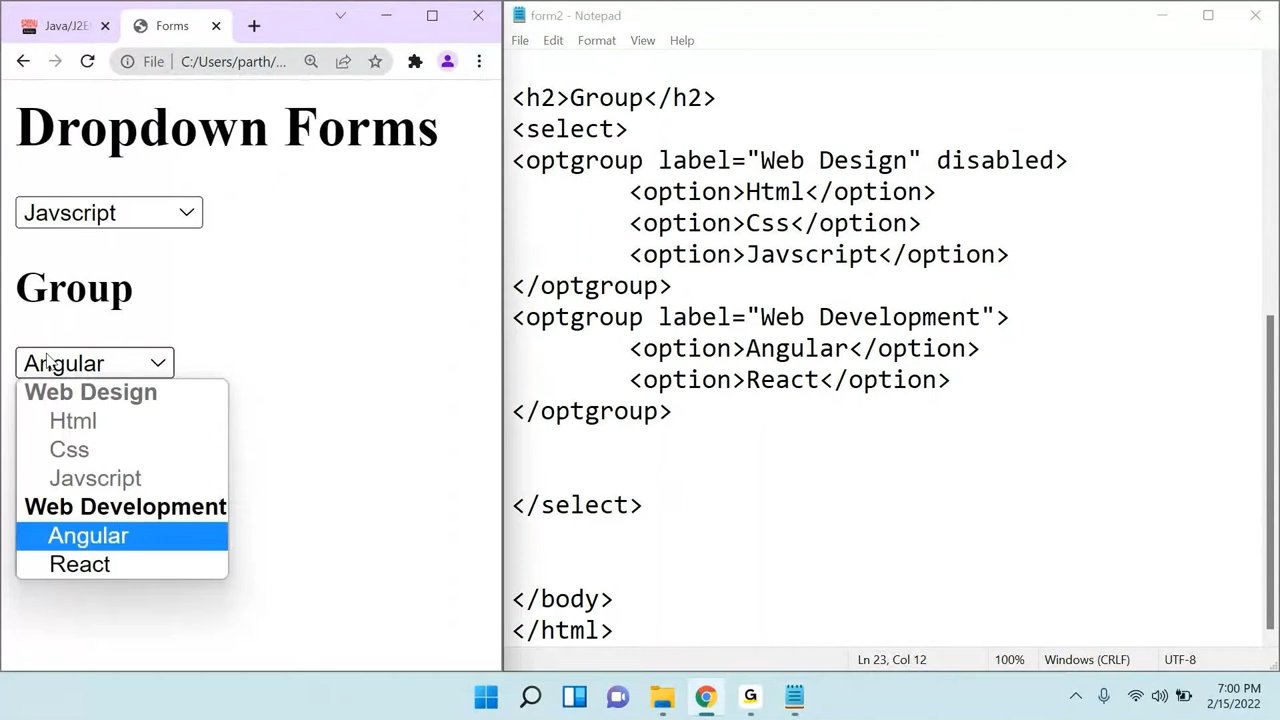 Java/J2E
Forms
File
C:/Users/parth/...
Dropdown Forms
Javscript
Group
Angular
Web Design
Html
Css
Javscript
Web Development
Angular
React
form2 - Notepad
File Edit Format View Help
<h2>Group</h2>
<select>
<optgroup label="Web Design" disabled>
<option>Html</option>
<option>Css</option>
<option>Javscript</option>
</optgroup>
<optgroup label="Web Development">
<option>Angular</option>
<option>React</option>
</optgroup>
</select>
</body>
</html>
Ln 23, Col 12 100% Windows (CRLF) UTF-8
G
7:00 PM
2/15/2022